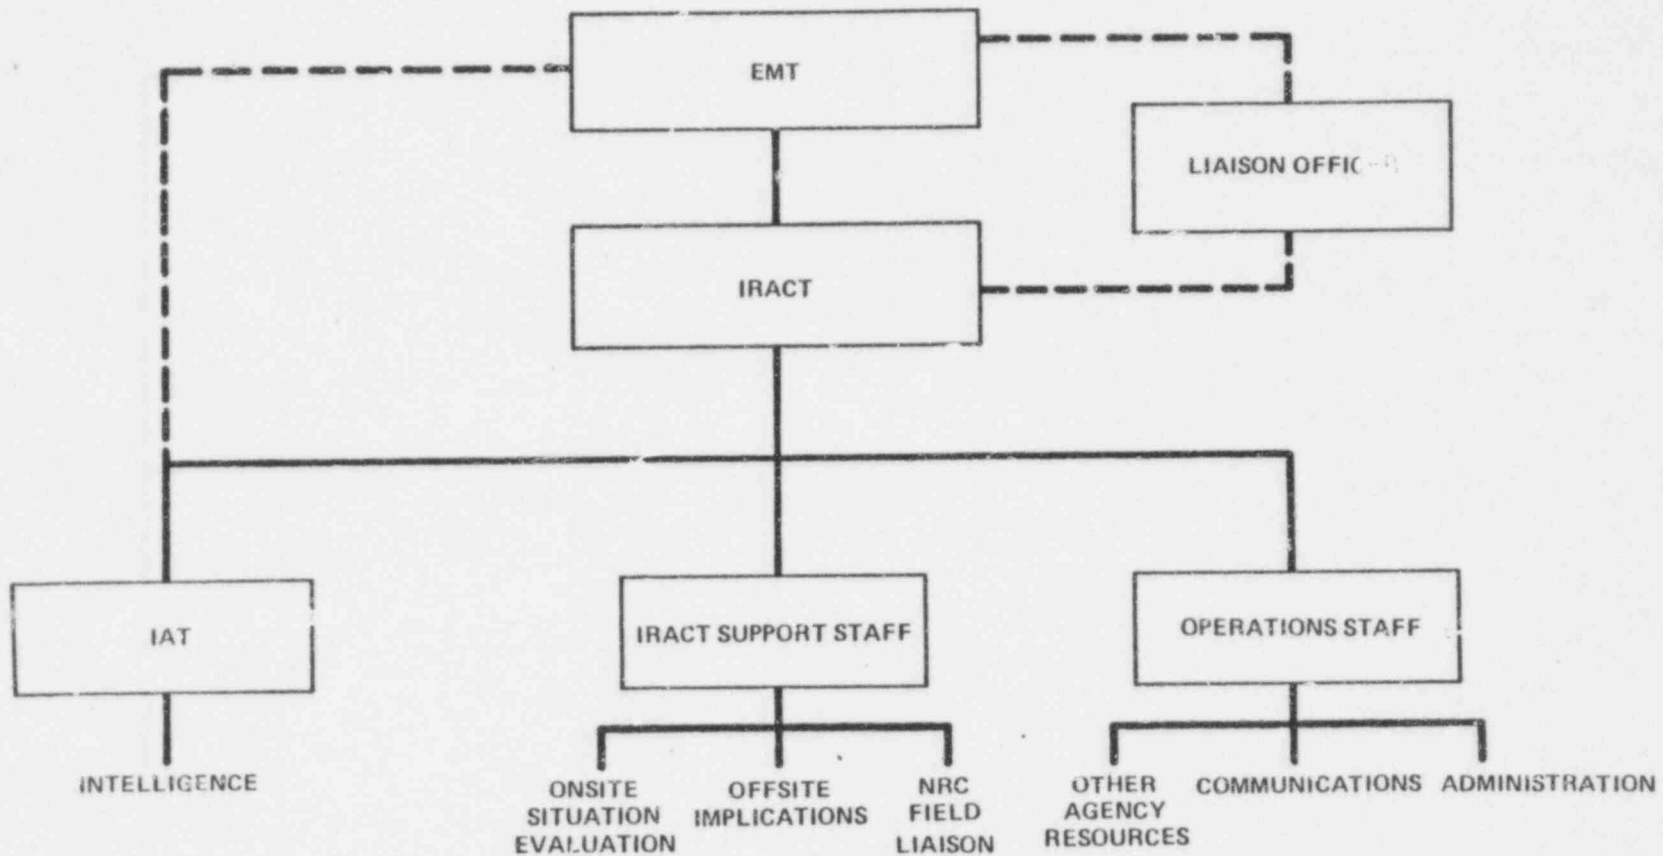 EMT
LIAISON
IRACT
IAT
IRACT SUPPORT STAFF
OPERATIONS STAFF
INTELLIGENCE
ONSITE
SITUATION
EVALUATION
OFFSITE
IMPLICATIONS
NRC
FIELD
LIAISON
OTHER
AGENCY
RESOURCES
COMMUNICATIONS
ADMINISTRATION